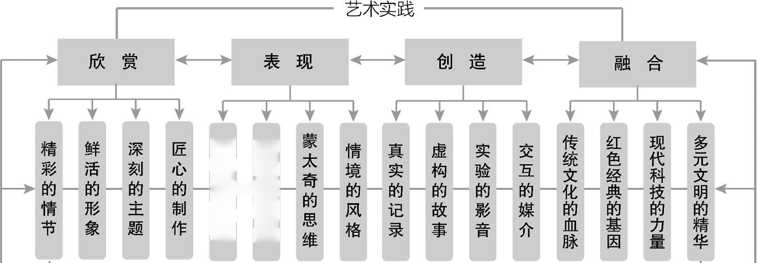 艺术实践
欣赏
表现
创造
融合
精彩的情节
鲜活的形象
深刻的主题
匠心的制作
蒙太奇的思维
情境的风格
真实的记录
虚构的故事
实验的影音
交互的媒介
传统文化的血脉
红色经典的基因
现代科技的力量
多元文明的精华